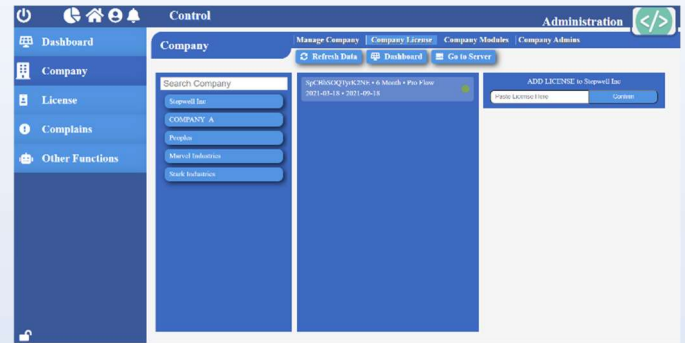 Control
Administration
</>
Dashboard
Company
License
Complains
Other Functions
Company
Manage Company
Company License
Company Modules
Company Admins
Refresh Data
Dashboard
Go to Server
Search Company
Stepwell Inc
COMPANY A
Peoples
Marvel Industries
Stark Industries
• 6 Month • Pro Flow
2021-03-18 • 2021-09-18
ADD LICENSE to Stepwell Inc
Paste License Here
Confirm